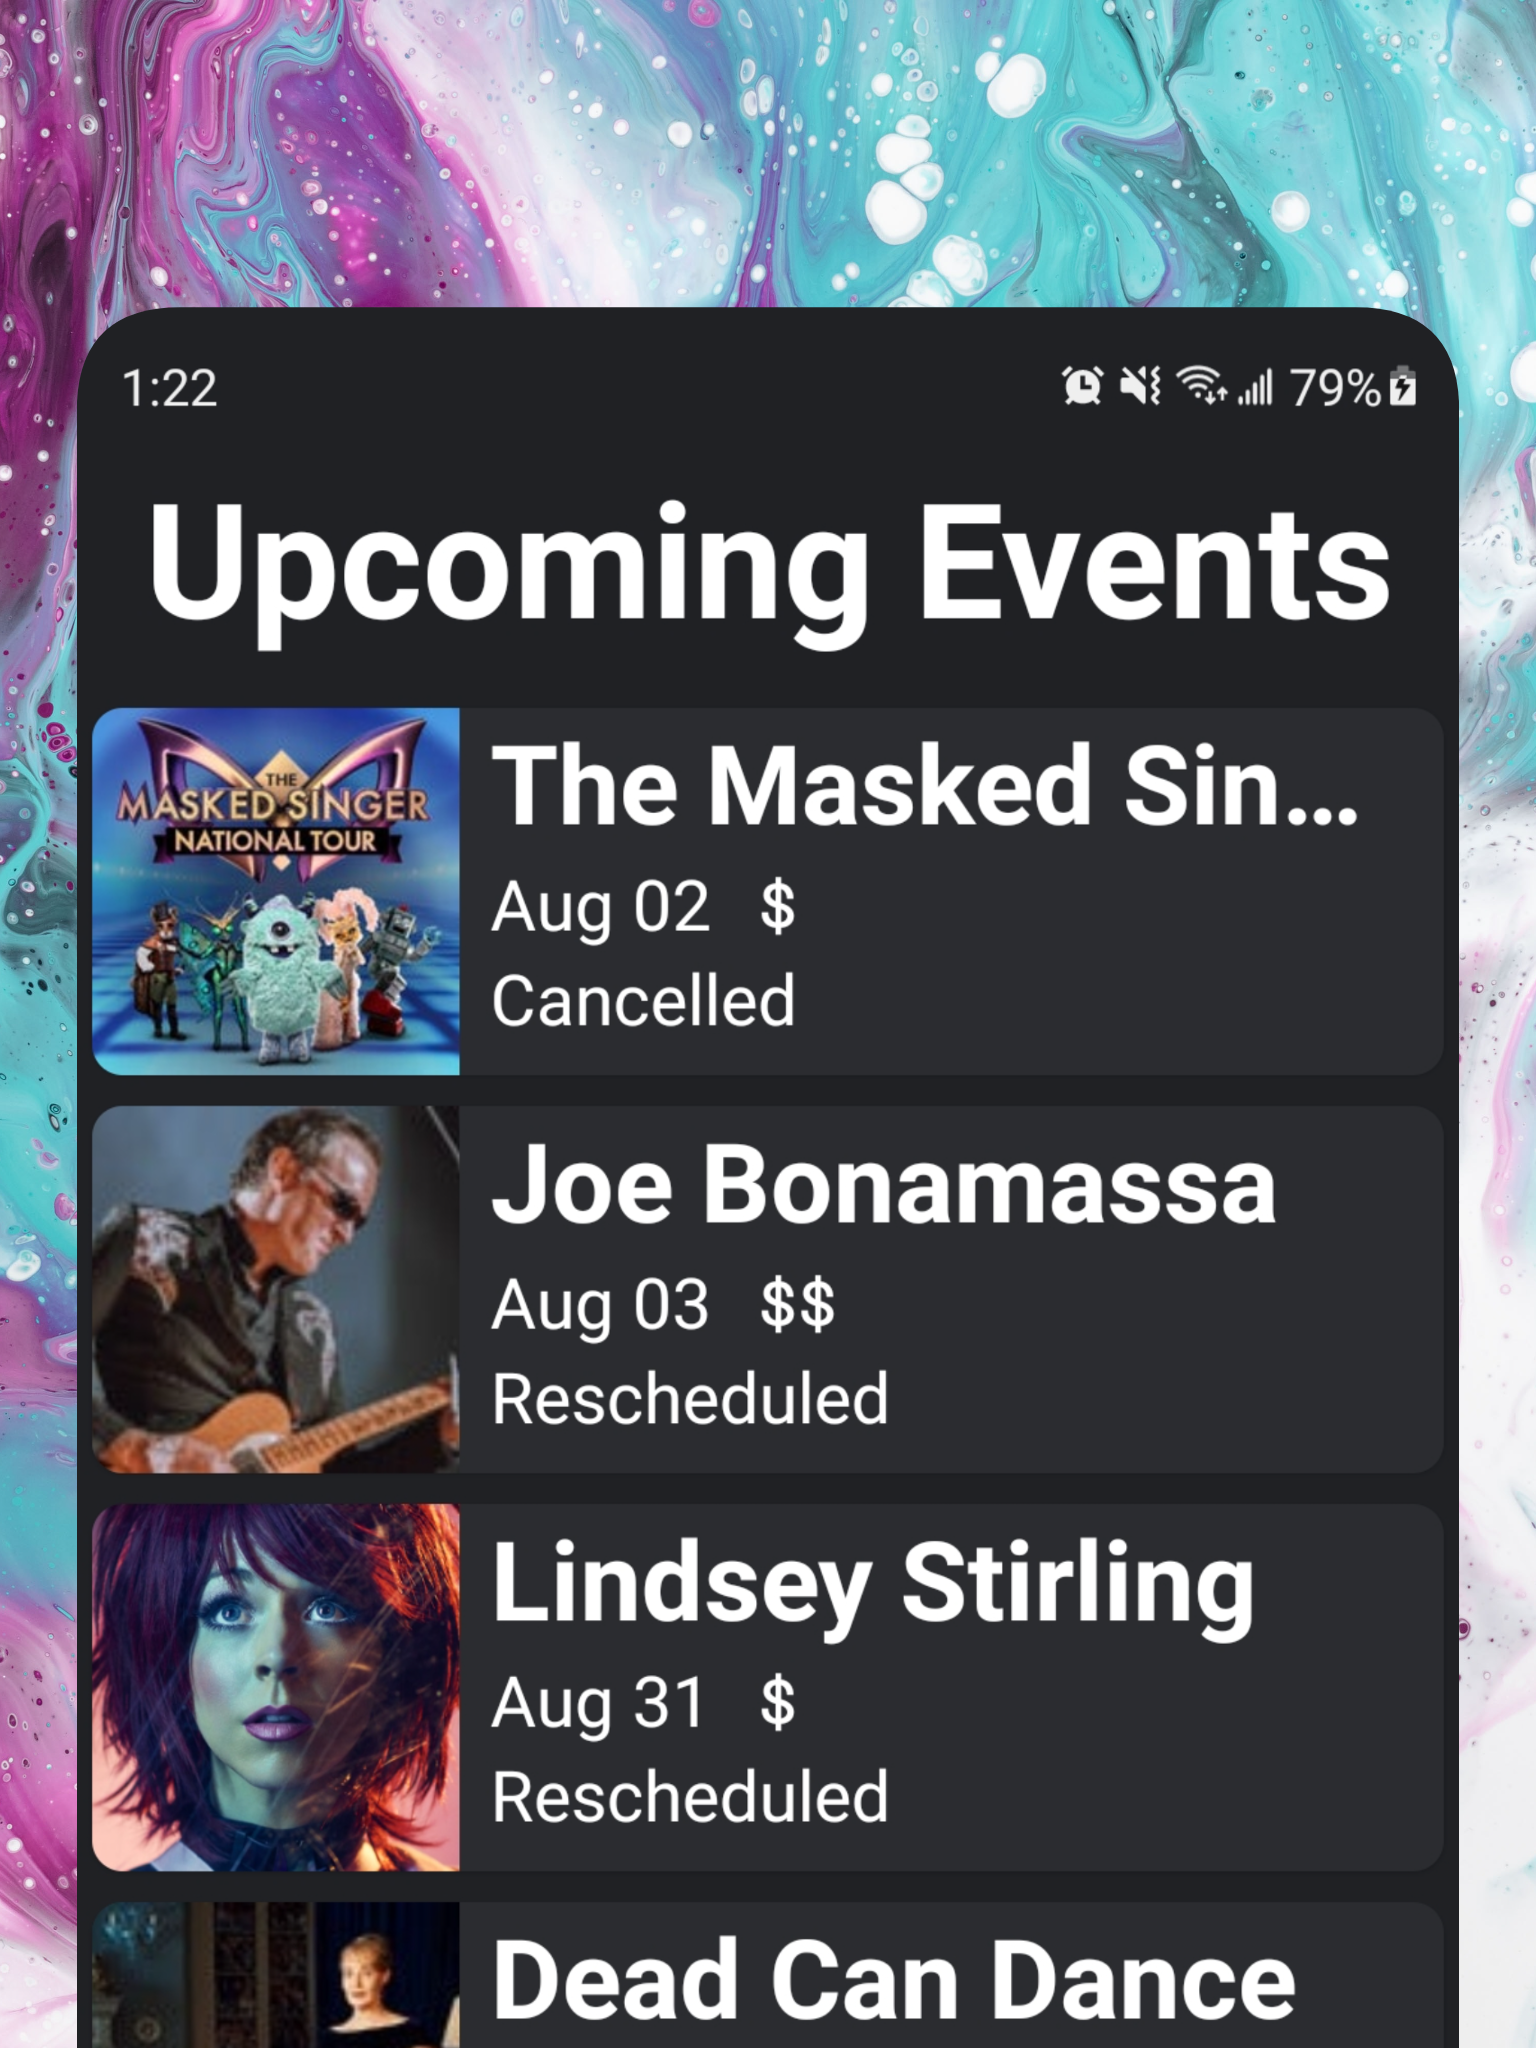 1:22
79%
Upcoming Events
THE
MASKED SINGER
NATIONAL TOUR
The Masked Sin...
Aug 02 $
Cancelled
Joe Bonamassa
Aug 03 $$
Rescheduled
Lindsey Stirling
Aug 31 $
Rescheduled
Dead Can Dance